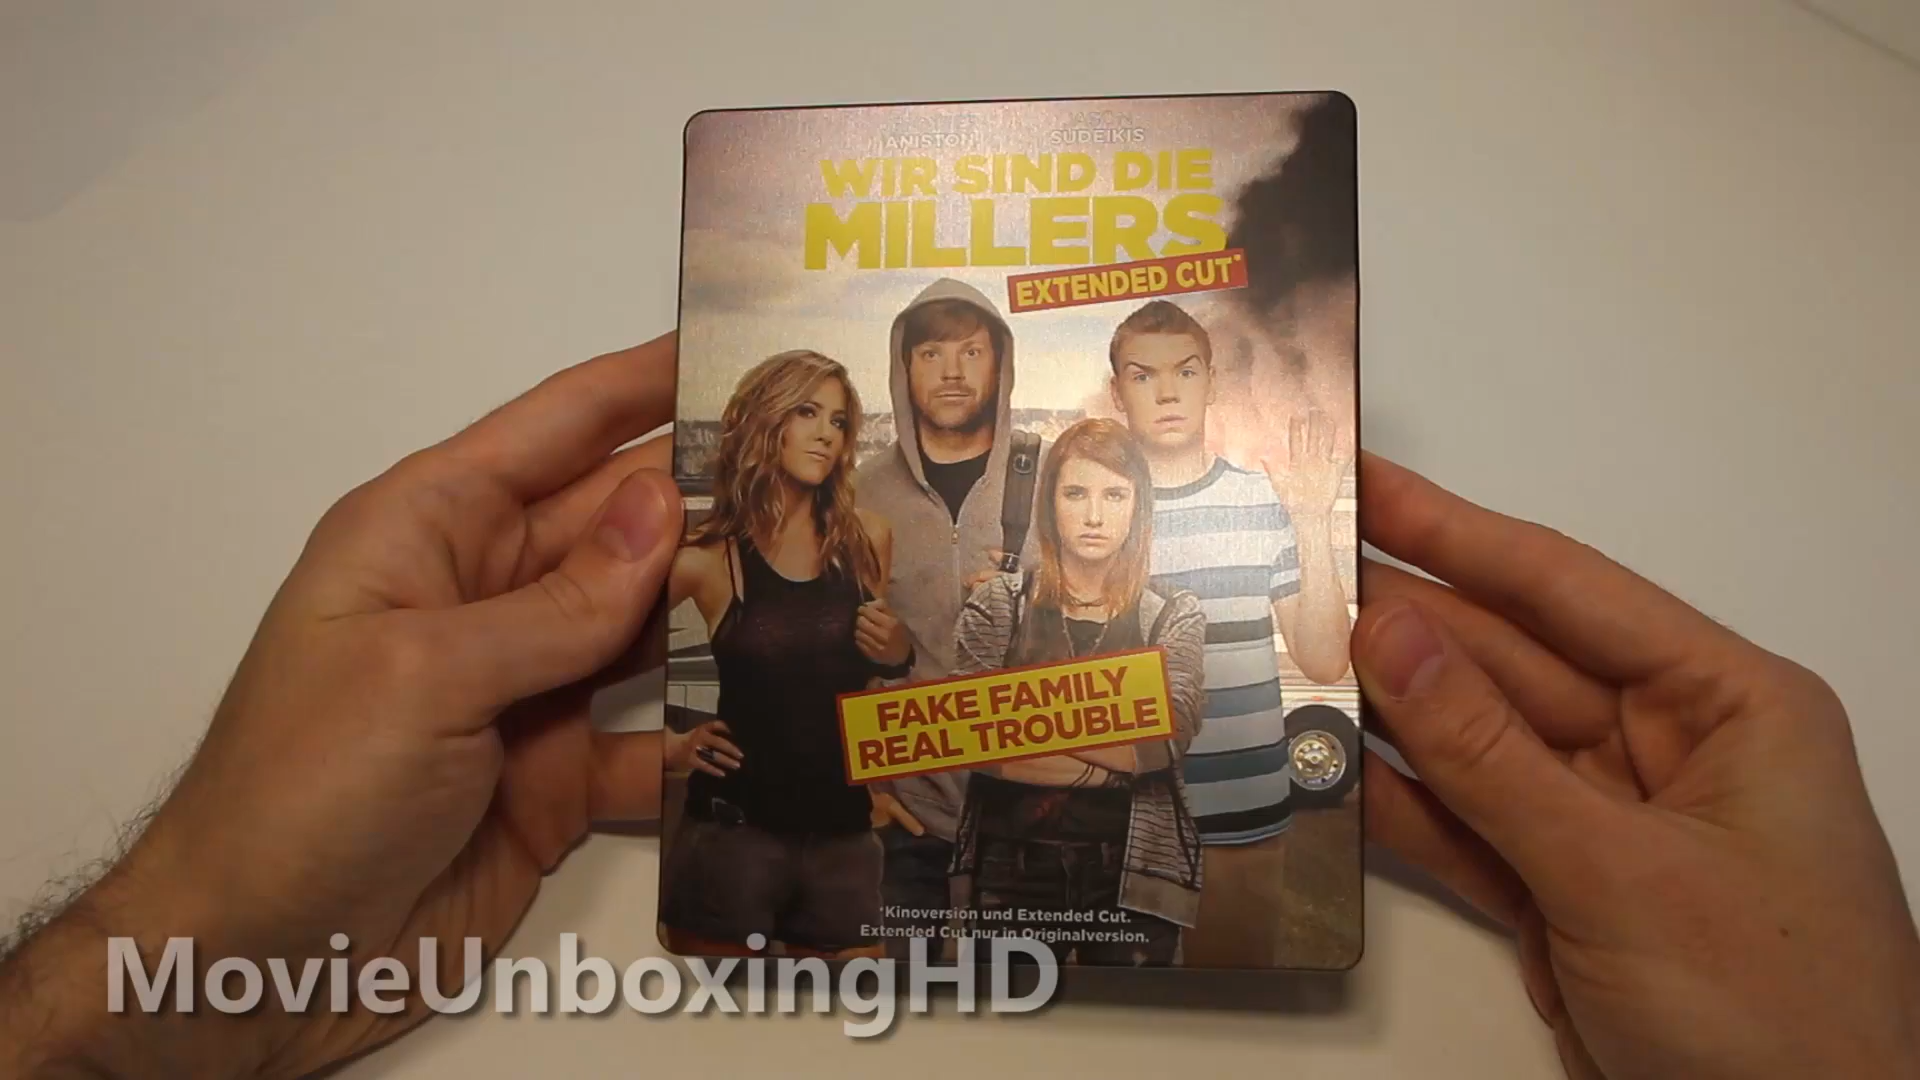 ANISTON
SUDEIKIS
WIR SIND DIE
MILLERS
EXTENDED CUT*
FAKE FAMILY
REAL TROUBLE
*Kinoversion und Extended Cut.
Extended Cut nur in Originalversion.
MovieUnboxingHD